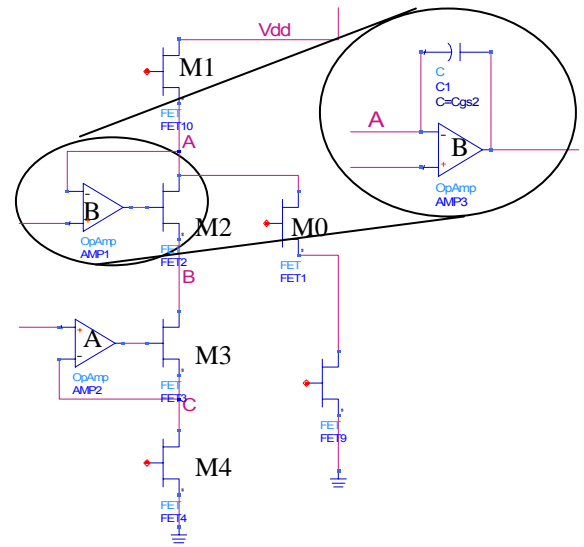 Vdd
M1
FET
FET10
A
B
OpAmp
AMP1
M2
FET
FET2
B
M0
FET
FET1
A
OpAmp
AMP2
M3
FET
FET3
C
M4
FET
FET4
FET
FET9
C
C1
C=Cgs2
A
B
OpAmp
AMP3